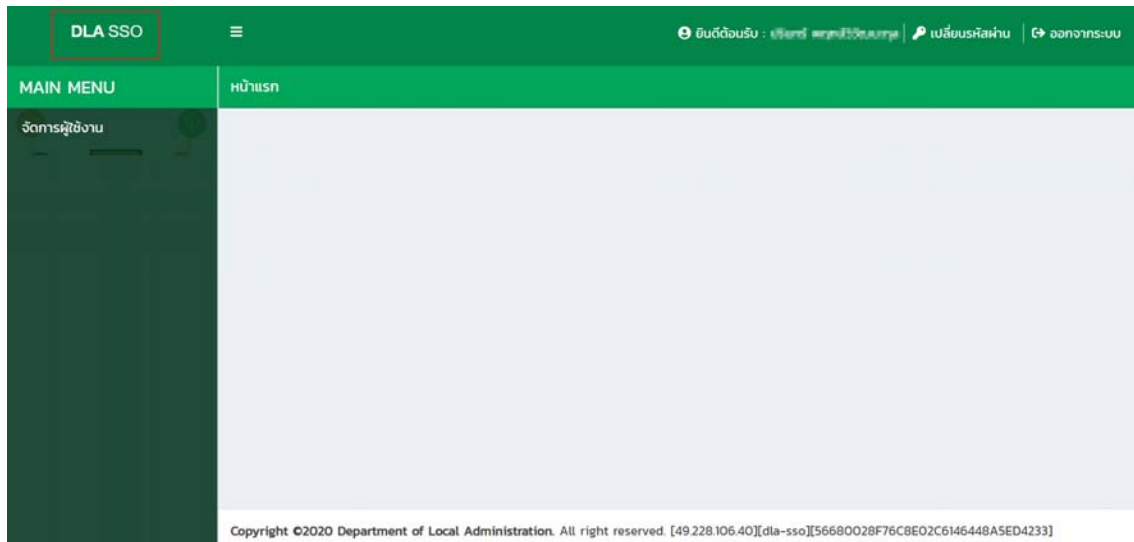 DLA SSO
ยินดีต้อนรับ : เปลี่ยนรหัสผ่าน ออกจากระบบ
MAIN MENU
หน้าแรก
จัดการผู้ใช้งาน
Copyright ©2020 Department of Local Administration. All right reserved. [49.228.106.40][dla-sso][56680028F76C8E02C6146448A5ED4233]